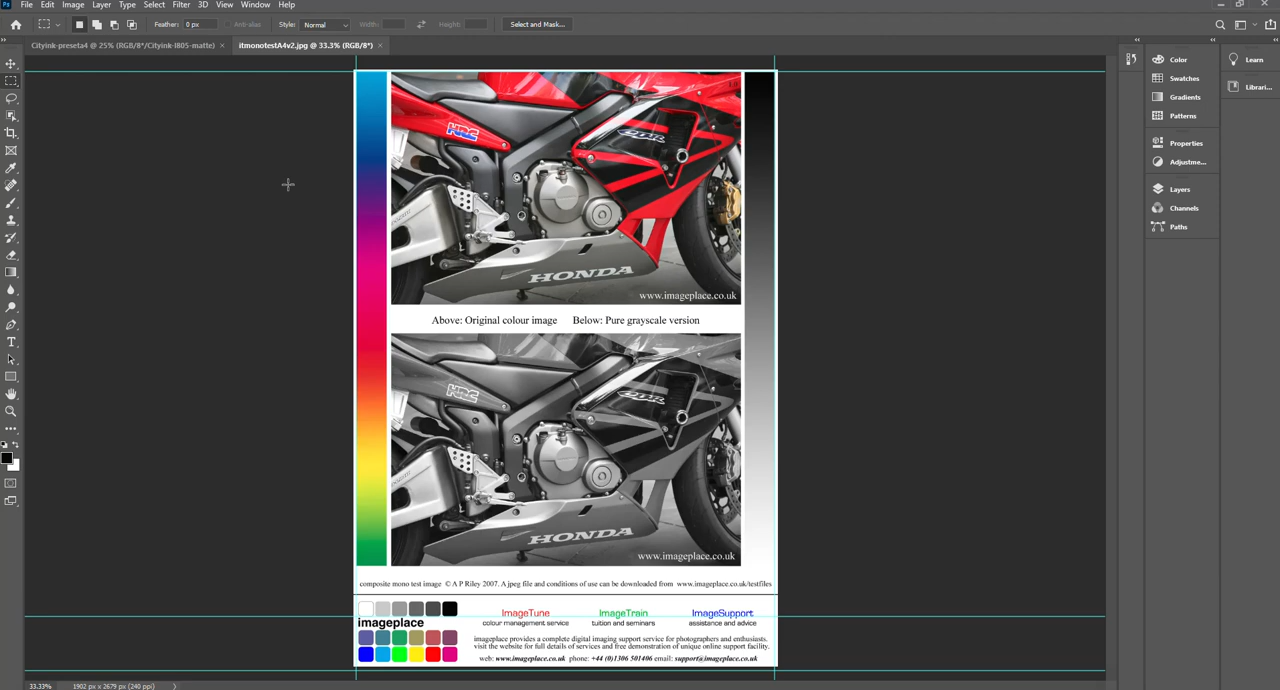 File Edit Image Layer Type Select Filter 3D View Window Help
Feather: 0 px Anti-alias Style: Normal Width: Height: Select and Mask...
Cityink-preseta4 @ 25% (RGB/8*/Cityink-l805-matte) × itmonotestA4v2.jpg @ 33.3% (RGB/8*) ×
Color
Learn
Swatches
Librari...
Gradients
Patterns
Properties
Adjustme...
Layers
Channels
Paths
HRC
CBR
HONDA
www.imageplace.co.uk
Above: Original colour image Below: Pure grayscale version
HRC
CBR
HONDA
www.imageplace.co.uk
composite mono test image © A P Riley 2007. A jpeg file and conditions of use can be downloaded from www.imageplace.co.uk/testfiles
ImageTune ImageTrain ImageSupport
imageplace colour management service tuition and seminars assistance and advice
imageplace provides a complete digital imaging support service for photographers and enthusiasts.
visit the website for full details of services and free demonstration of unique online support facility.
web: www.imageplace.co.uk phone: +44 (0)1306 501406 email: support@imageplace.co.uk
33.33% 1902 px x 2679 px (240 ppi)